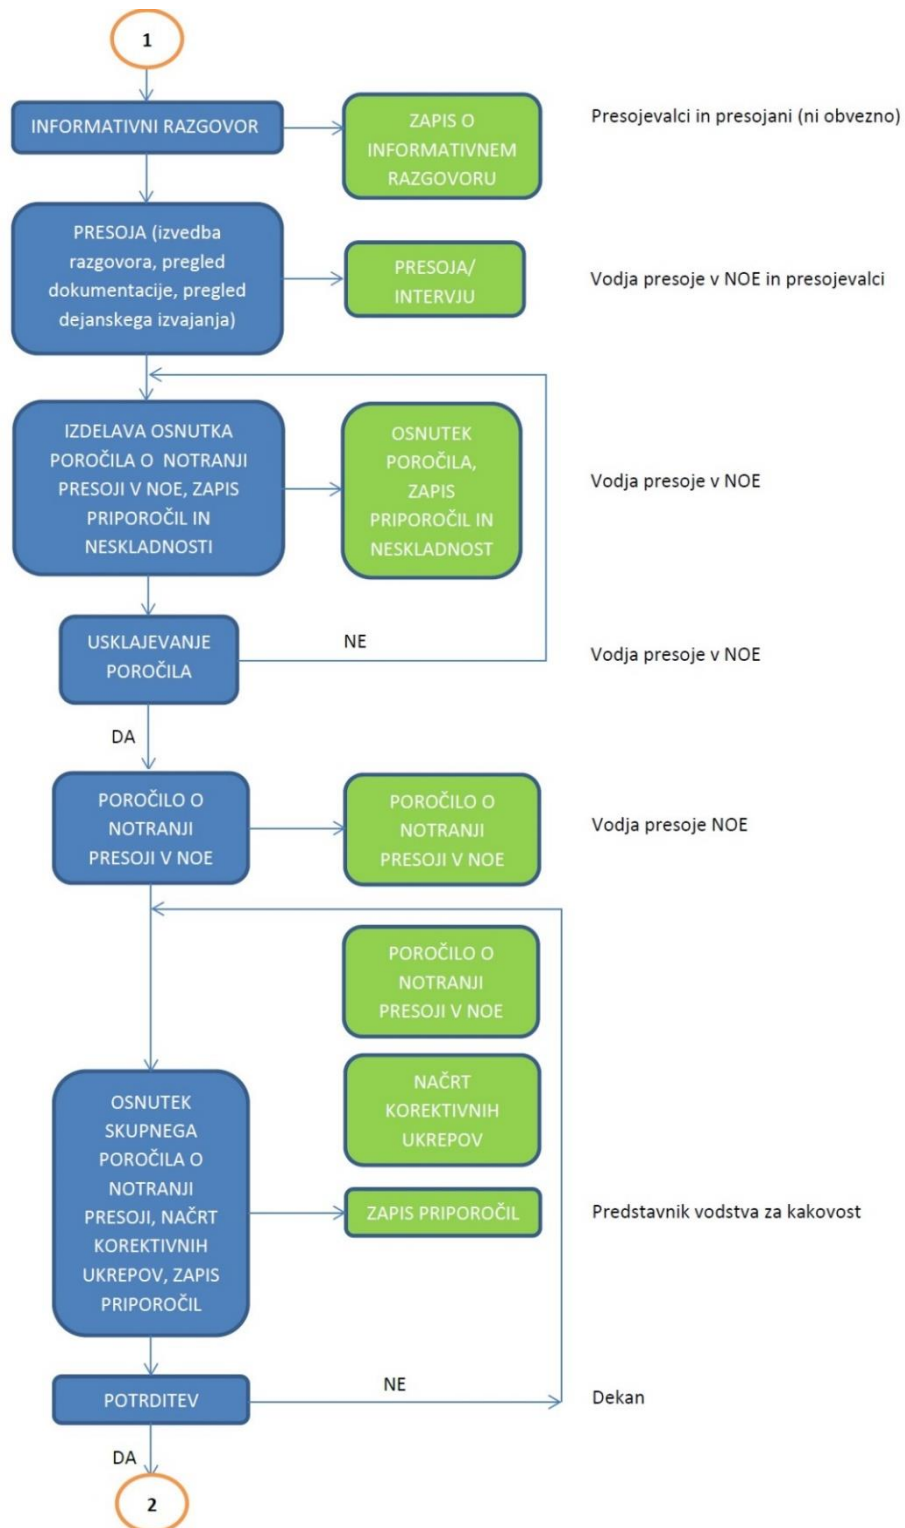 1
INFORMATIVNI RAZGOVOR
ZAPIS O
INFORMATIVNEM
RAZGOVORU
Presojevalci in presojani (ni obvezno)
PRESOJA (izvedba
razgovora, pregled
dokumentacije, pregled
dejanskega izvajanja)
PRESOJA/
INTERVJU
Vodja presoje v NOE in presojevalci
IZDELAVA OSNUTKA
POROČILA O NOTRANJI
PRESOJI V NOE, ZAPIS
PRIPOROČIL IN
NESKLADNOSTI
OSNUTEK
POROČILA,
ZAPIS
PRIPOROČIL IN
NESKLADNOST
Vodja presoje v NOE
USKLAJEVANJE
POROČILA
NE
Vodja presoje v NOE
DA
POROČILO O
NOTRANJI
PRESOJI V NOE
POROČILO O
NOTRANJI
PRESOJI V NOE
Vodja presoje NOE
POROČILO O
NOTRANJI
PRESOJI V NOE
NAČRT
KOREKTIVNIH
UKREPOV
OSNUTEK
SKUPNEGA
POROČILA O
NOTRANJI
PRESOJI, NAČRT
KOREKTIVNIH
UKREPOV, ZAPIS
PRIPOROČIL
ZAPIS PRIPOROČIL
Predstavnik vodstva za kakovost
POTRDITEV
NE
Dekan
DA
2